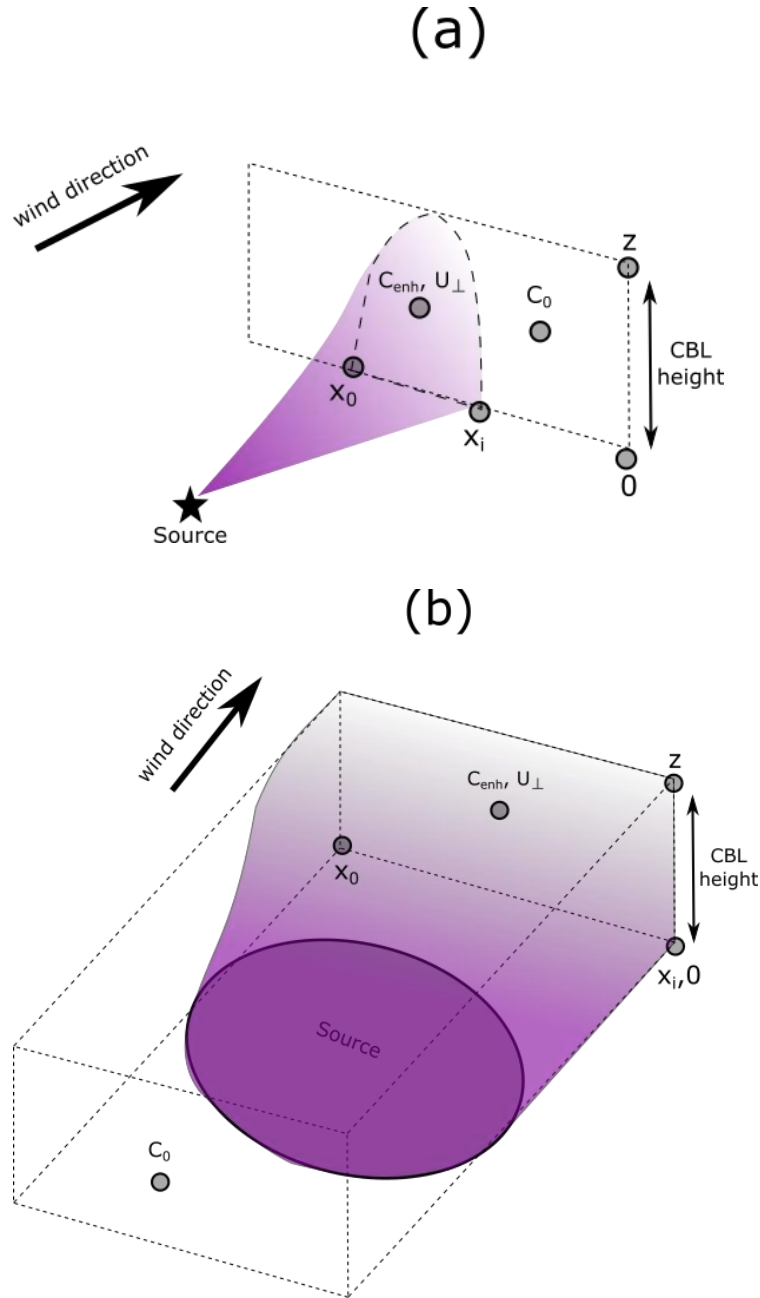 (a)
wind direction
z
C₀
Cₑₙₕ, U⊥
CBL
height
x₀
xᵢ
0
Source
(b)
wind direction
z
Cₑₙₕ, U⊥
CBL
height
x₀
xᵢ,0
Source
C₀